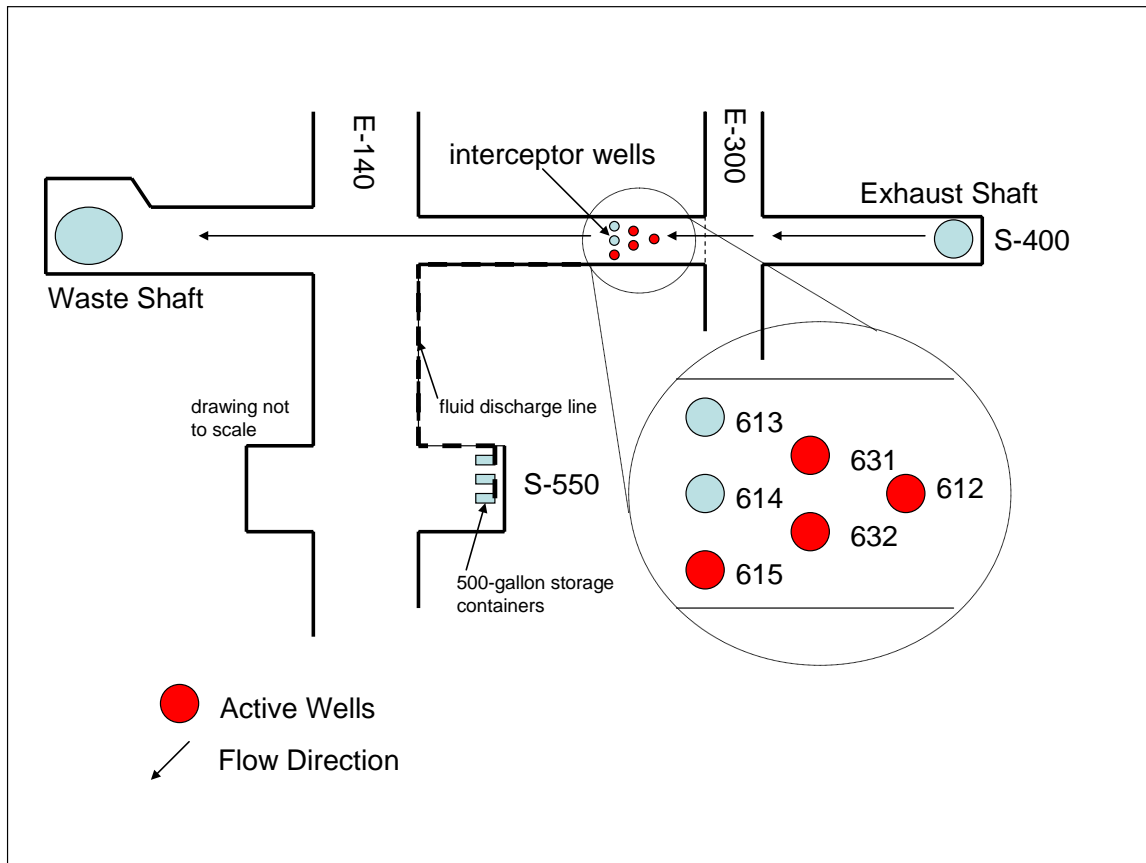 E-140
E-300
interceptor wells
Exhaust Shaft
S-400
Waste Shaft
drawing not
to scale
fluid discharge line
613
631
612
614
S-550
632
615
500-gallon storage
containers
Active Wells
Flow Direction